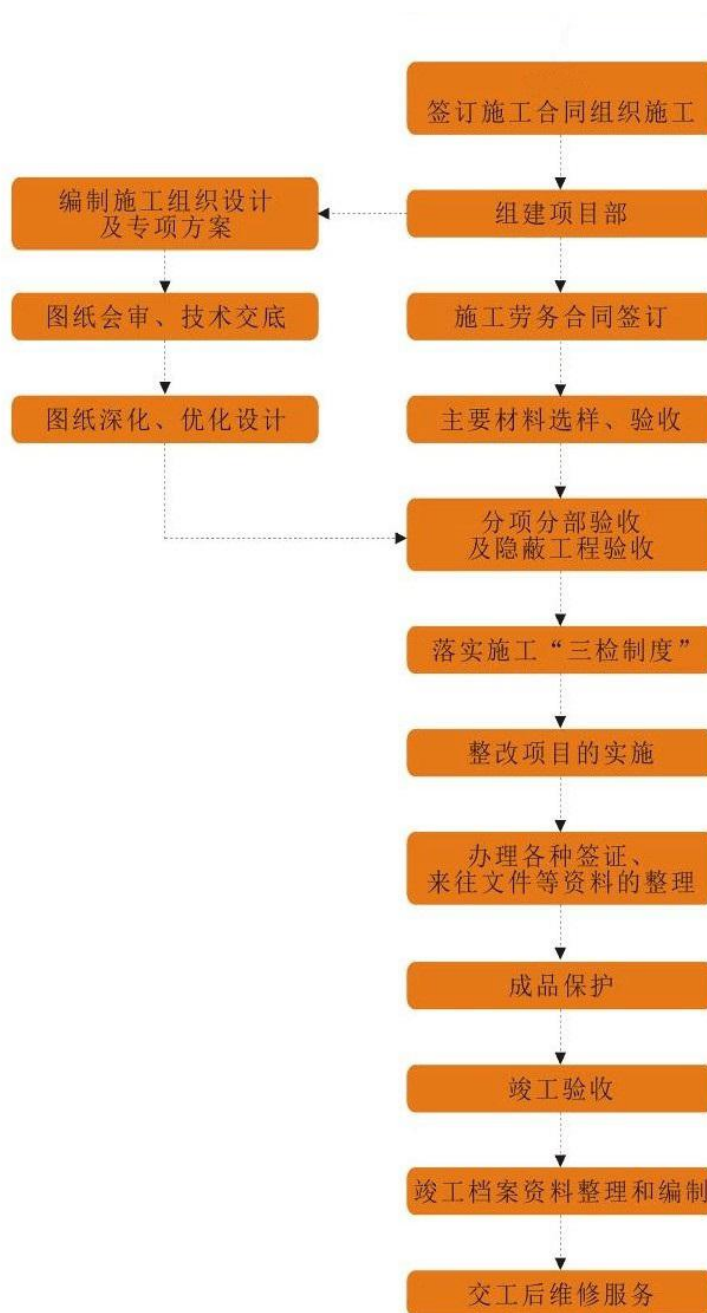 签订施工合同组织施工
编制施工组织设计
及专项方案
组建项目部
图纸会审、技术交底
施工劳务合同签订
图纸深化、优化设计
主要材料选样、验收
分项分部验收
及隐蔽工程验收
落实施工“三检制度”
整改项目的实施
办理各种签证、
来往文件等资料的整理
成品保护
竣工验收
竣工档案资料整理和编制
交工后维修服务